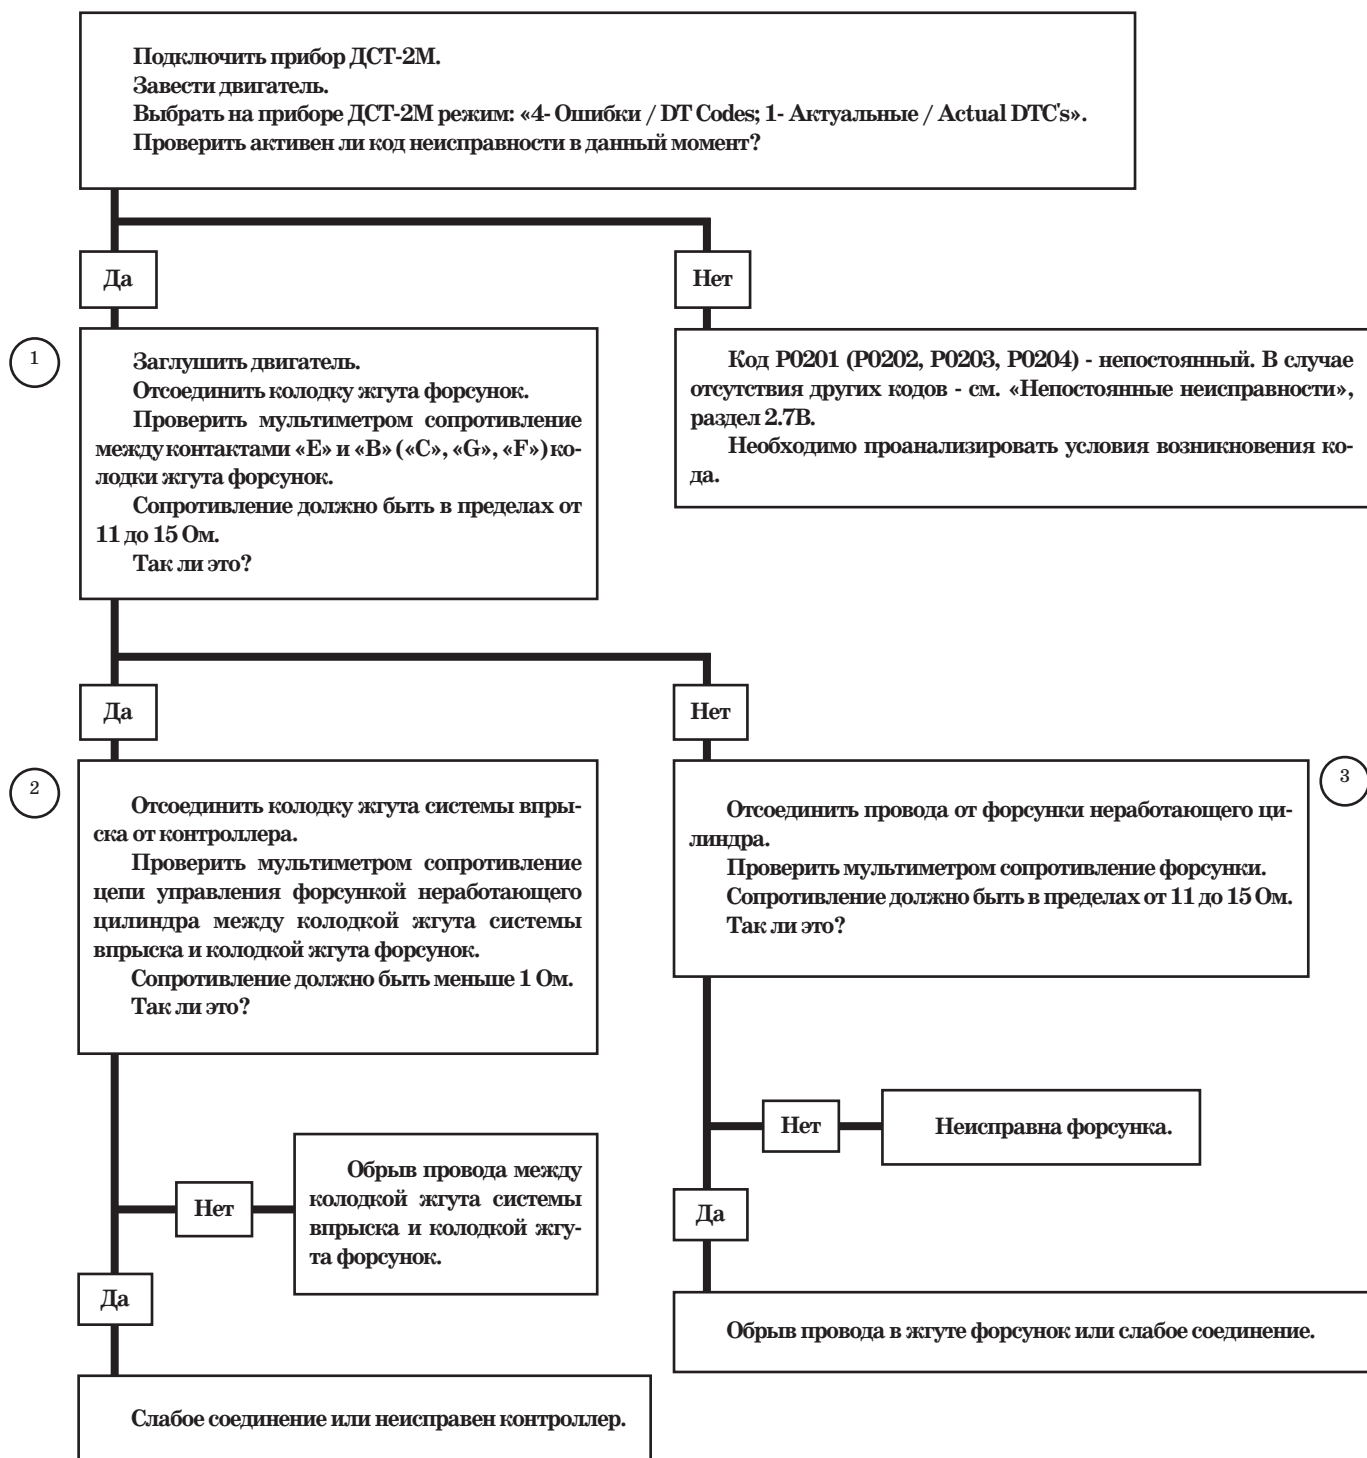 Подключить прибор ДСТ-2М.
Завести двигатель.
Выбрать на приборе ДСТ-2М режим: «4- Ошибки / DT Codes; 1- Актуальные / Actual DTC's».
Проверить активен ли код неисправности в данный момент?
Да
Нет
1
Заглушить двигатель.
Отсоединить колодку жгута форсунок.
Проверить мультиметром сопротивление
между контактами «E» и «B» («C», «G», «F») ко-
лодки жгута форсунок.
Сопротивление должно быть в пределах от
11 до 15 Ом.
Так ли это?
Код P0201 (P0202, P0203, P0204) - непостоянный. В случае
отсутствия других кодов - см. «Непостоянные неисправности»,
раздел 2.7В.
Необходимо проанализировать условия возникновения ко-
да.
Да
Нет
2
Отсоединить колодку жгута системы впры-
ска от контроллера.
Проверить мультиметром сопротивление
цепи управления форсункой неработающего
цилиндра между колодкой жгута системы
впрыска и колодкой жгута форсунок.
Сопротивление должно быть меньше 1 Ом.
Так ли это?
3
Отсоединить провода от форсунки неработающего ци-
линдра.
Проверить мультиметром сопротивление форсунки.
Сопротивление должно быть в пределах от 11 до 15 Ом.
Так ли это?
Нет
Неисправна форсунка.
Нет
Обрыв провода между
колодкой жгута системы
впрыска и колодкой жгу-
та форсунок.
Да
Да
Обрыв провода в жгуте форсунок или слабое соединение.
Слабое соединение или неисправен контроллер.